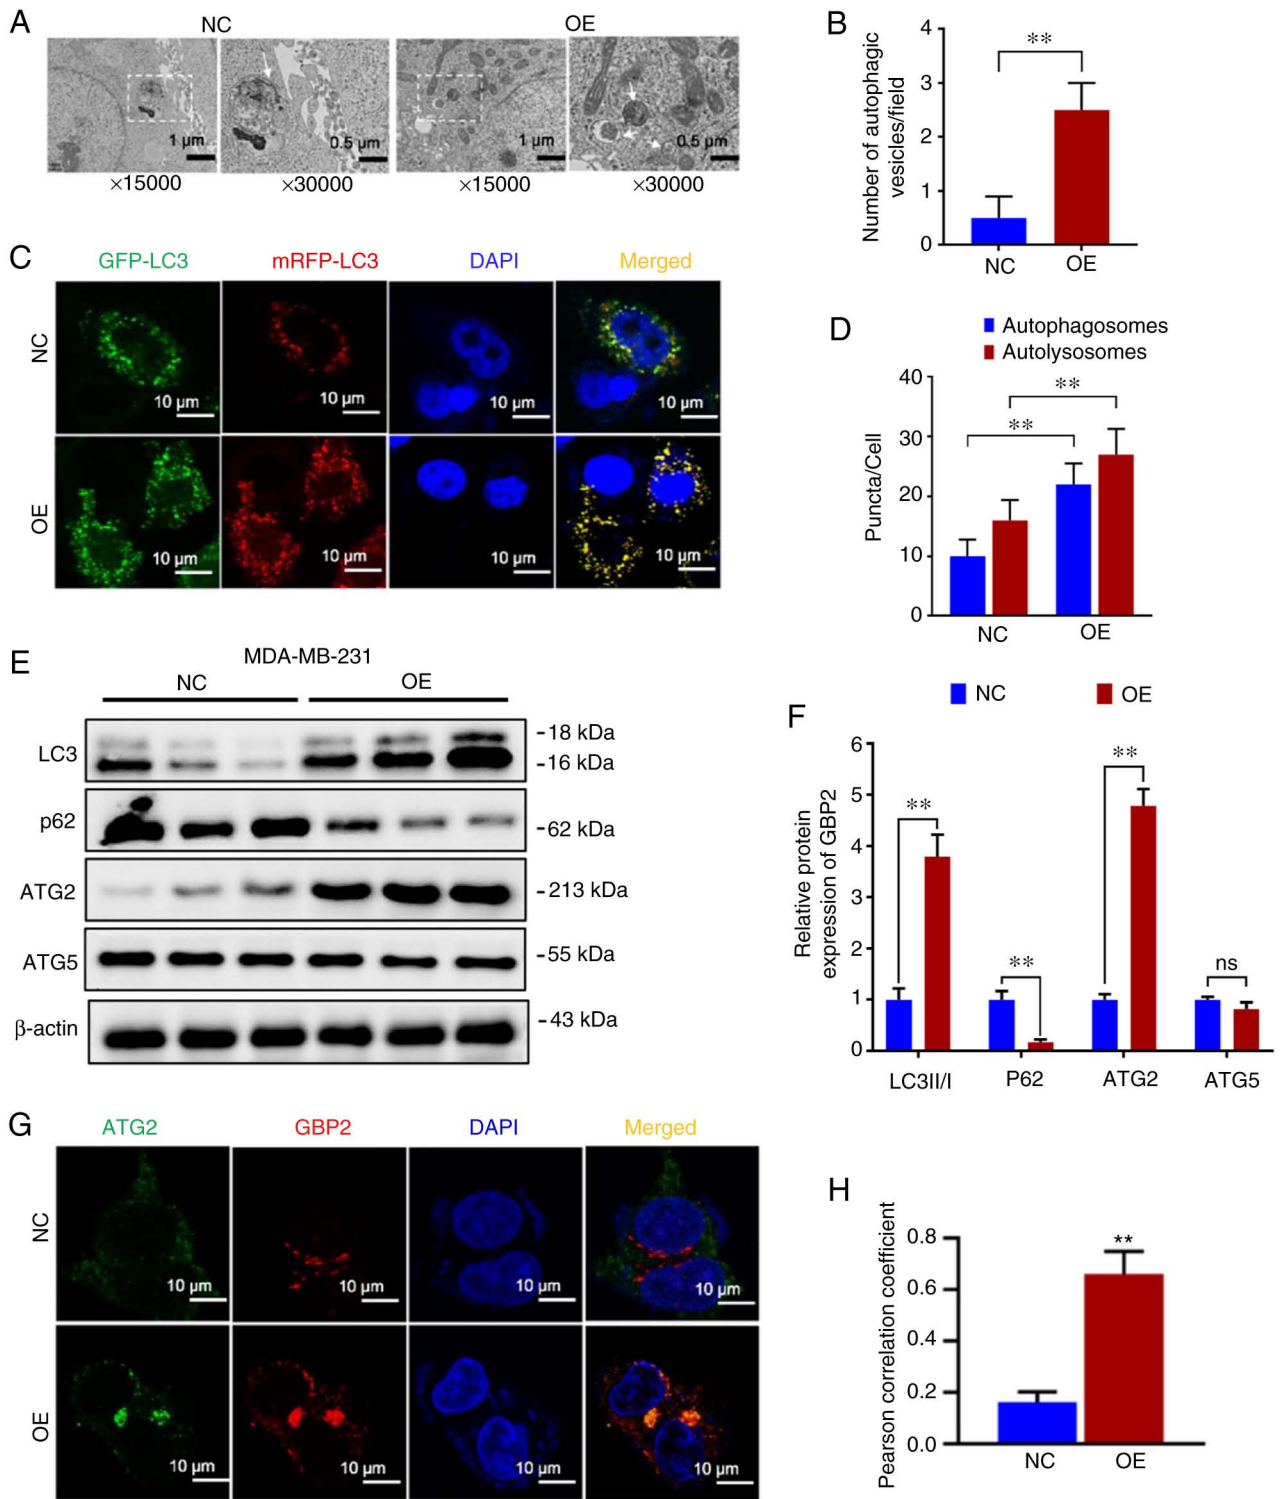 A
NC
OE
1 µm
0.5 µm
1 µm
0.5 µm
×15000
×30000
×15000
×30000
B
Number of autophagic
vesicles/field
4
3
2
1
0
**
NC
OE
C
GFP-LC3
mRFP-LC3
DAPI
Merged
NC
10 µm
10 µm
10 µm
10 µm
OE
10 µm
10 µm
10 µm
10 µm
D
Autophagosomes
Autolysosomes
Puncta/Cell
40
30
20
10
0
**
**
NC
OE
E
MDA-MB-231
NC
OE
LC3
-18 kDa
-16 kDa
p62
-62 kDa
ATG2
-213 kDa
ATG5
-55 kDa
β-actin
-43 kDa
F
NC
OE
Relative protein
expression of GBP2
6
5
4
3
2
1
0
**
**
**
ns
LC3II/I
P62
ATG2
ATG5
G
ATG2
GBP2
DAPI
Merged
NC
10 µm
10 µm
10 µm
10 µm
OE
10 µm
10 µm
10 µm
10 µm
H
Pearson correlation coefficient
0.8
0.6
0.4
0.2
0.0
**
NC
OE